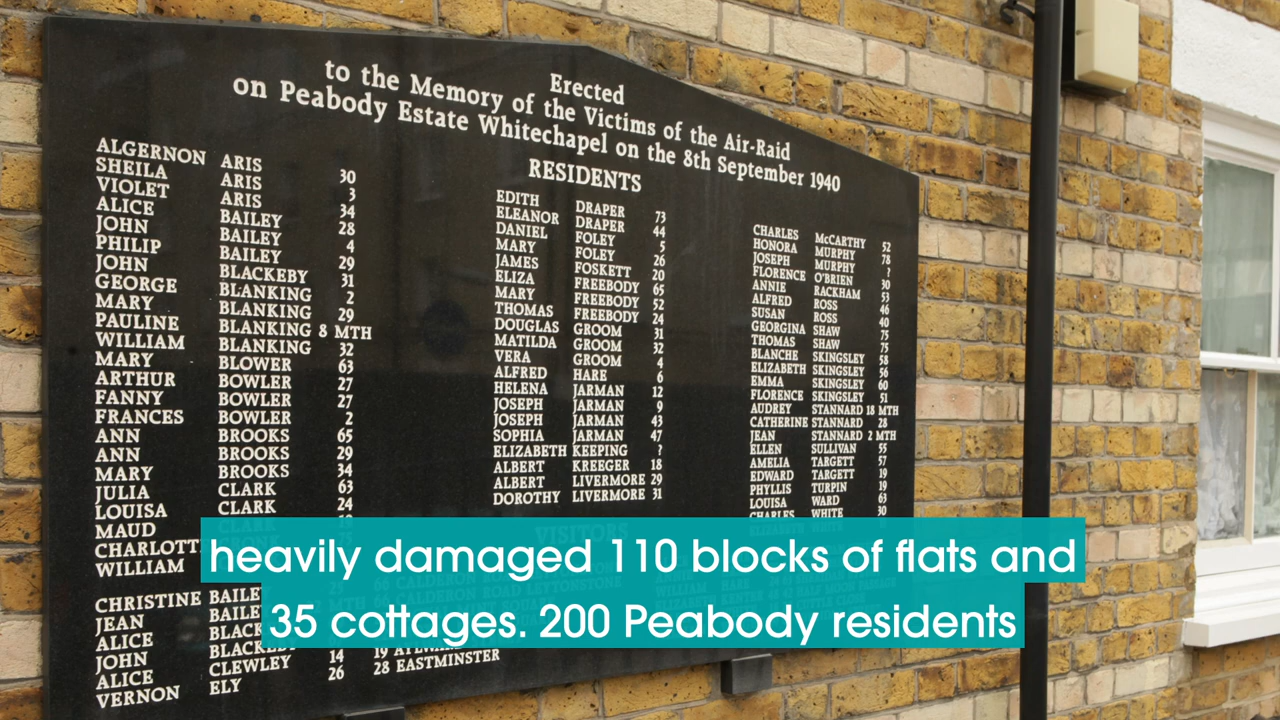 Erected
to the Memory of the Victims of the Air-Raid
on Peabody Estate Whitechapel on the 8th September 1940
RESIDENTS
ALGERNON ARIS 30
SHEILA ARIS 3
VIOLET ARIS 34
ALICE BAILEY 28
JOHN BAILEY 4
PHILIP BAILEY 29
JOHN BLACKEBY 31
GEORGE BLANKING 2
MARY BLANKING 29
PAULINE BLANKING 8 MTH
WILLIAM BLANKING 32
MARY BLOWER 63
ARTHUR BOWLER 27
FANNY BOWLER 27
FRANCES BOWLER 2
ANN BROOKS 65
ANN BROOKS 29
MARY BROOKS 34
JULIA CLARK 63
LOUISA CLARK 24
MAUD CLARK
CHARLOTT
WILLIAM
EDITH DRAPER 73
ELEANOR DRAPER 44
DANIEL FOLEY 5
MARY FOLEY 26
JAMES FOSKETT 20
ELIZA FREEBODY 65
MARY FREEBODY 52
THOMAS FREEBODY 24
DOUGLAS GROOM 31
MATILDA GROOM 32
VERA GROOM 4
ALFRED HARE 6
HELENA JARMAN 12
JOSEPH JARMAN 9
JOSEPH JARMAN 43
SOPHIA JARMAN 47
ELIZABETH KEEPING ?
ALBERT KREEGER 18
ALBERT LIVERMORE 29
DOROTHY LIVERMORE 31
CHARLES McCARTHY 52
HONORA MURPHY 78
JOSEPH MURPHY ?
FLORENCE O'BRIEN 30
ANNIE RACKHAM 53
ALFRED ROSS 46
SUSAN ROSS 40
GEORGINA SHAW 75
THOMAS SHAW 75
BLANCHE SKINGSLEY 58
ELIZABETH SKINGSLEY 56
EMMA SKINGSLEY 60
FLORENCE SKINGSLEY 51
AUDREY STANNARD 18 MTH
CATHERINE STANNARD 28
JEAN STANNARD 2 MTH
ELLEN SULLIVAN 55
AMELIA TARGETT 57
EDWARD TARGETT 19
PHYLLIS TURPIN 19
LOUISA WARD 63
CHARLES WHITE 30
VISITORS
CHRISTINE BAILEY
JEAN BAILE
ALICE BLACK
JOHN BLACKEBY 14
ALICE CLEWLEY 26 28 EASTMINSTER
VERNON ELY
heavily damaged 110 blocks of flats and
35 cottages. 200 Peabody residents